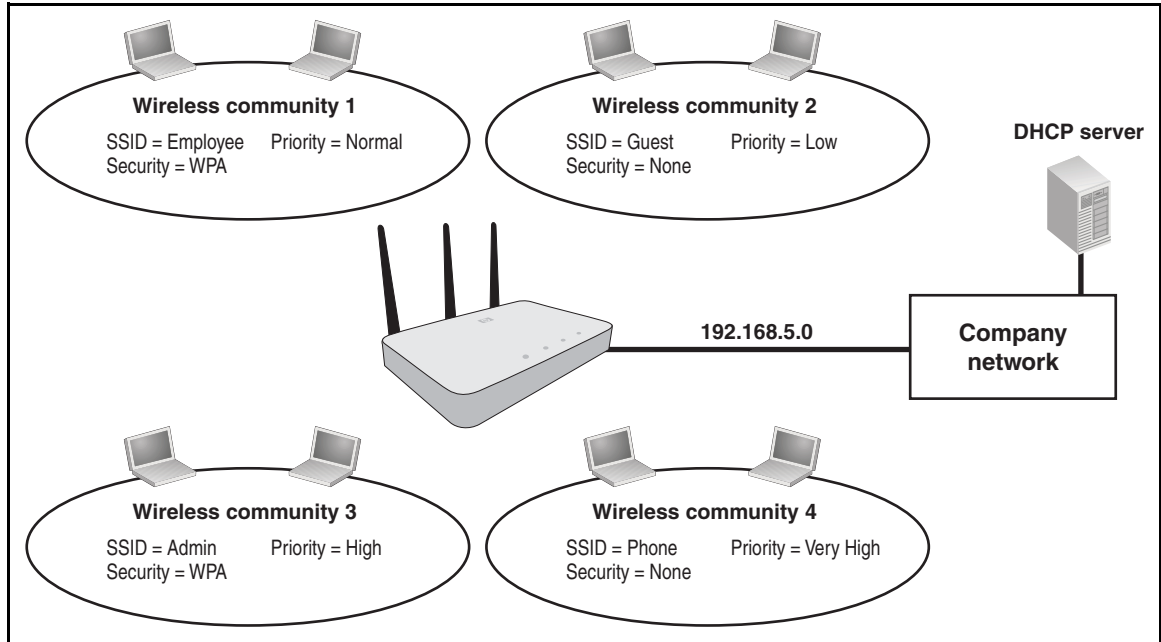 Wireless community 1
SSID = Employee Priority = Normal
Security = WPA
Wireless community 2
SSID = Guest Priority = Low
Security = None
DHCP server
192.168.5.0
Company
network
Wireless community 3
SSID = Admin Priority = High
Security = WPA
Wireless community 4
SSID = Phone Priority = Very High
Security = None